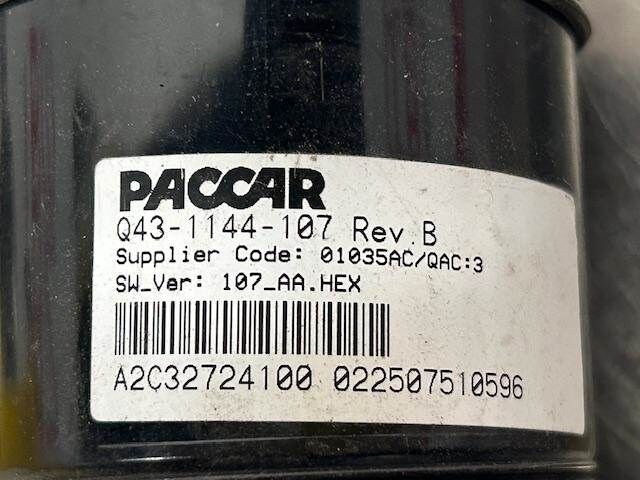 PACCAR
Q43-1144-107 Rev.B
Supplier Code: 01035AC/QAC:3
SW_Ver: 107_AA.HEX
A2C32724100 022507510596